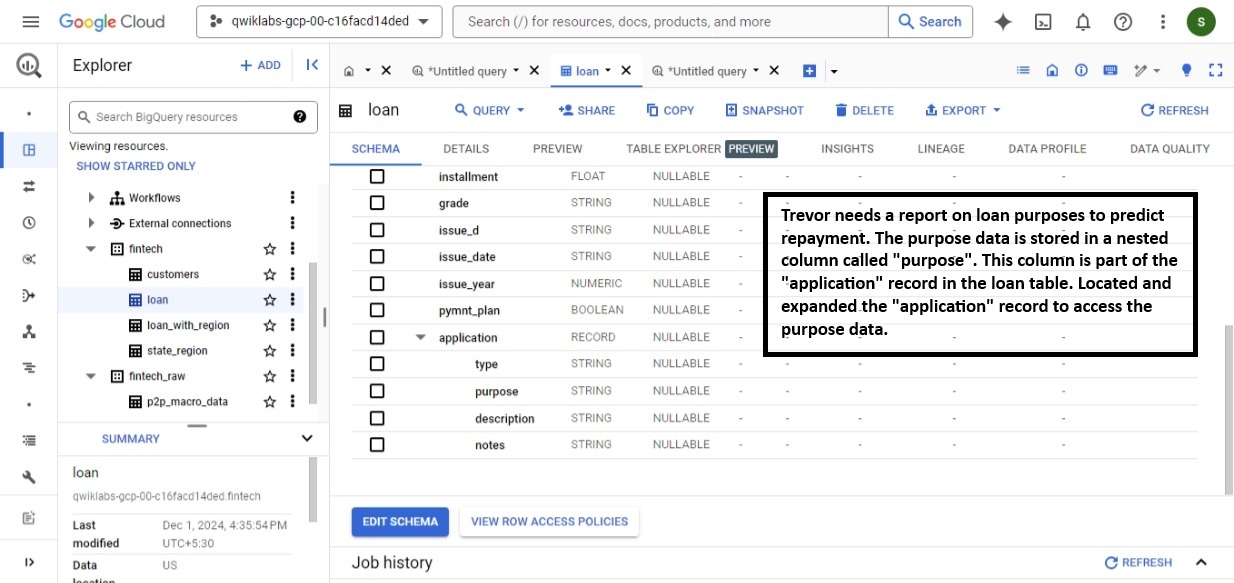 Google Cloud
qwiklabs-gcp-00-c16facd14ded
Search (/) for resources, docs, products, and more
Search
S
Explorer
+ ADD
*Untitled query
loan
*Untitled query
Search BigQuery resources
Viewing resources.
SHOW STARRED ONLY
Workflows
External connections
fintech
customers
loan
loan_with_region
state_region
fintech_raw
p2p_macro_data
SUMMARY
loan
qwiklabs-gcp-00-c16facd14ded.fintech
Last modified Dec 1, 2024, 4:35:54 PM UTC+5:30
Data location US
loan
QUERY
SHARE
COPY
SNAPSHOT
DELETE
EXPORT
REFRESH
SCHEMA DETAILS PREVIEW TABLE EXPLORER PREVIEW INSIGHTS LINEAGE DATA PROFILE DATA QUALITY
installment FLOAT NULLABLE - - - - -
grade STRING NULLABLE -
issue_d STRING NULLABLE -
issue_date STRING NULLABLE -
issue_year NUMERIC NULLABLE -
pymnt_plan BOOLEAN NULLABLE -
application RECORD NULLABLE - - - - -
type STRING NULLABLE - - - - -
purpose STRING NULLABLE - - - - -
description STRING NULLABLE - - - - -
notes STRING NULLABLE - - - - -
Trevor needs a report on loan purposes to predict
repayment. The purpose data is stored in a nested
column called "purpose". This column is part of the
"application" record in the loan table. Located and
expanded the "application" record to access the
purpose data.
EDIT SCHEMA
VIEW ROW ACCESS POLICIES
Job history
REFRESH